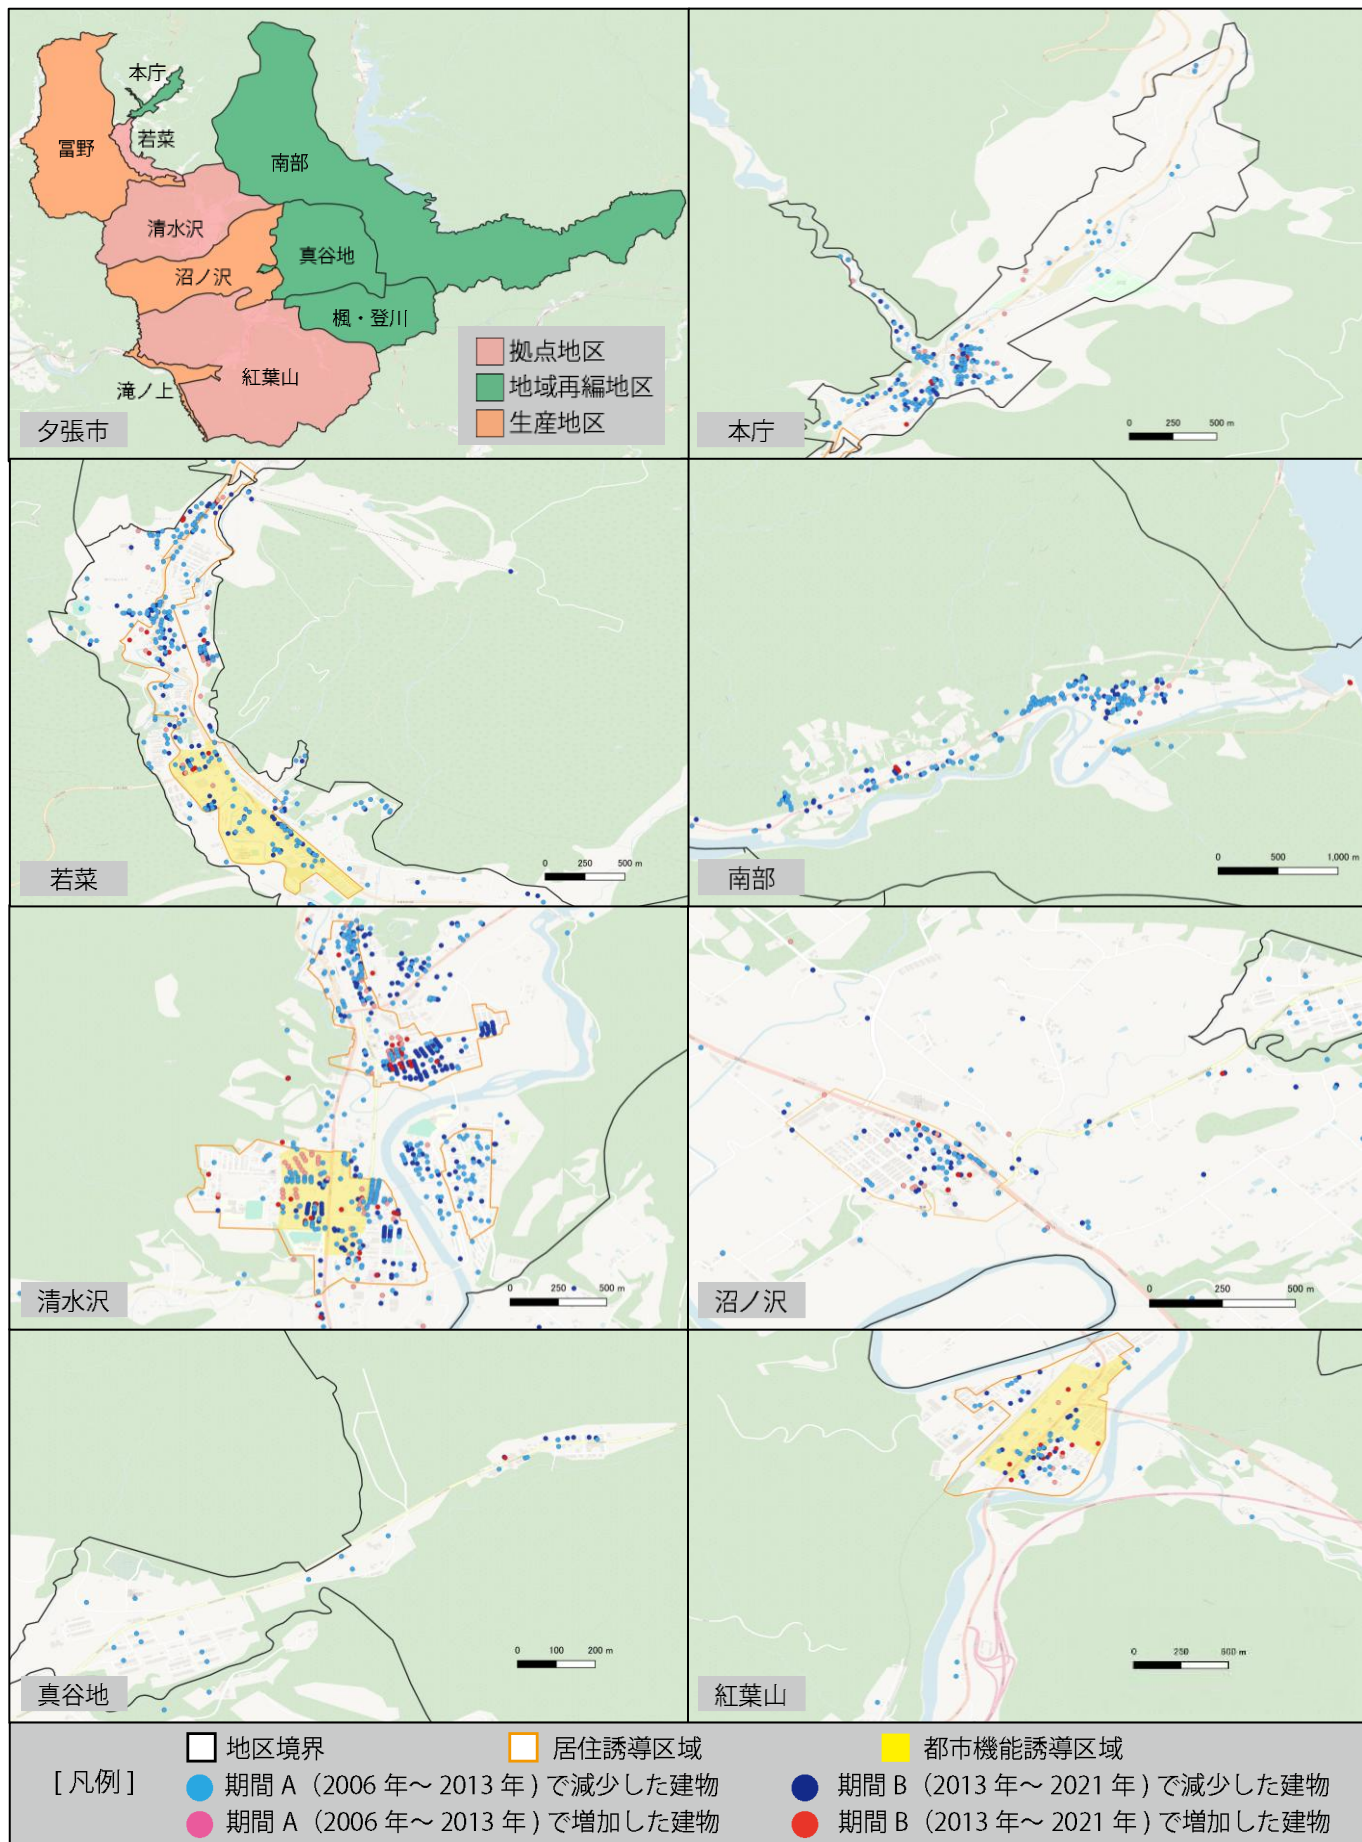 本庁
冨野
若菜
南部
清水沢
真谷地
沼ノ沢
楓・登川
紅葉山
滝ノ上
拠点地区
地域再編地区
生産地区
夕張市
0 250 500 m
本庁
0 250 500 m
若菜
0 500 1,000 m
南部
0 250 500 m
清水沢
0 250 500 m
沼ノ沢
0 100 200 m
真谷地
0 250 500 m
紅葉山
[凡例]
地区境界 居住誘導区域 都市機能誘導区域
期間 A（2006 年～ 2013 年）で減少した建物 期間 B（2013 年～ 2021 年）で減少した建物
期間 A（2006 年～ 2013 年）で増加した建物 期間 B（2013 年～ 2021 年）で増加した建物